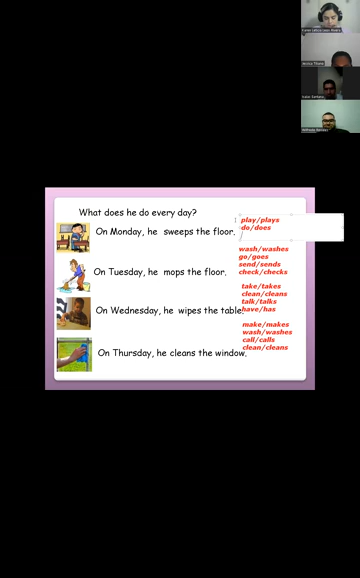 What does he do every day?
On Monday, he sweeps the floor.
On Tuesday, he mops the floor.
On Wednesday, he wipes the table.
On Thursday, he cleans the window.
play/plays
do/does
wash/washes
go/goes
send/sends
check/checks
take/takes
clean/cleans
talk/talks
have/has
make/makes
wash/washes
call/calls
clean/cleans